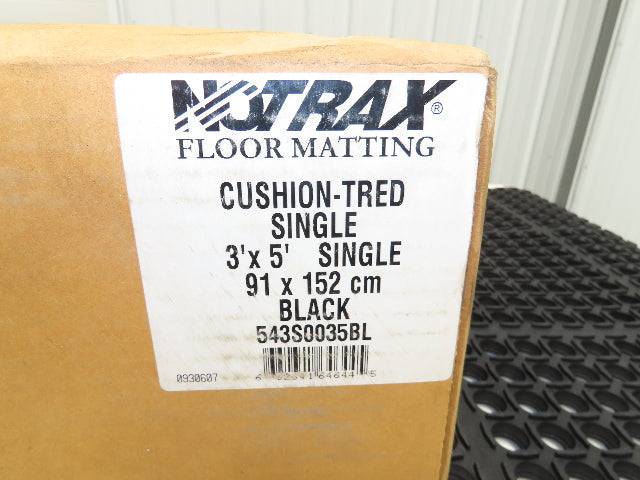 NOTRAX®
FLOOR MATTING
CUSHION-TRED
SINGLE
3'x 5' SINGLE
91 x 152 cm
BLACK
543S0035BL
0930607